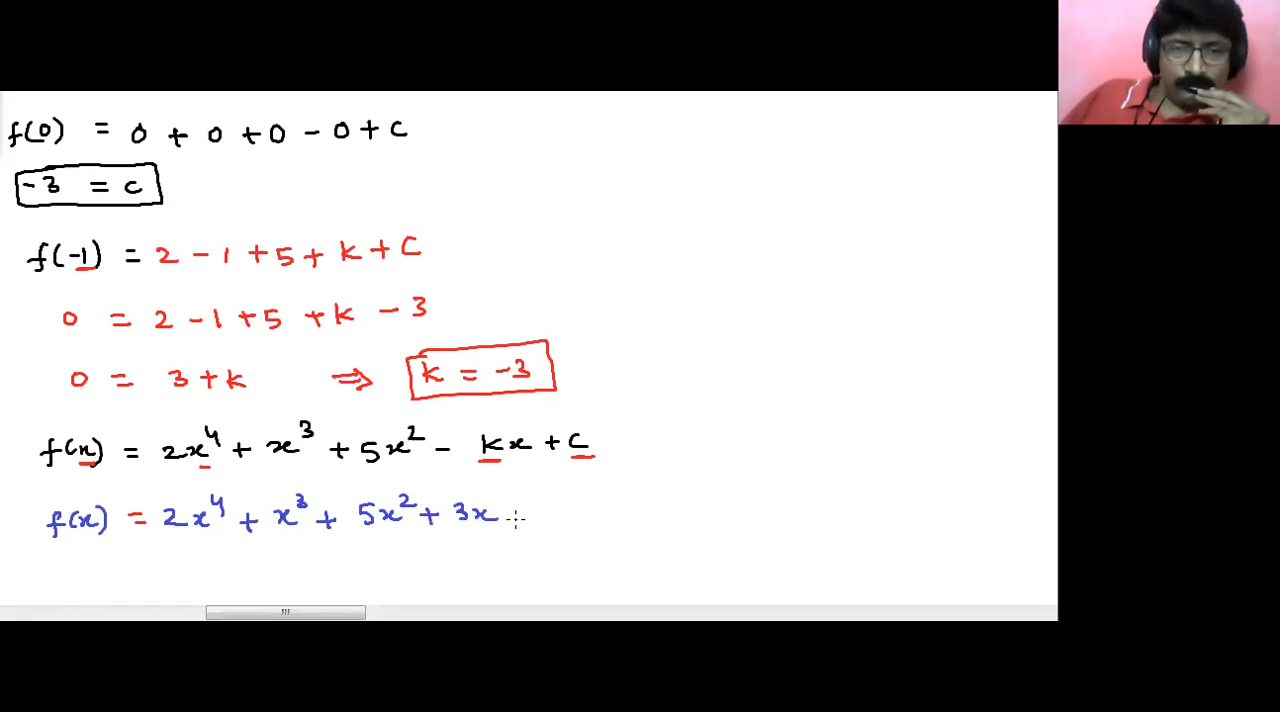 f(0) = 0 + 0 + 0 - 0 + c
-3 = c
f(-1) = 2 - 1 + 5 + k + c
0 = 2 - 1 + 5 + k - 3
0 = 3 + k ⇒ k = -3
f(x) = 2x⁴ + x³ + 5x² - kx + c
f(x) = 2x⁴ + x³ + 5x² + 3x